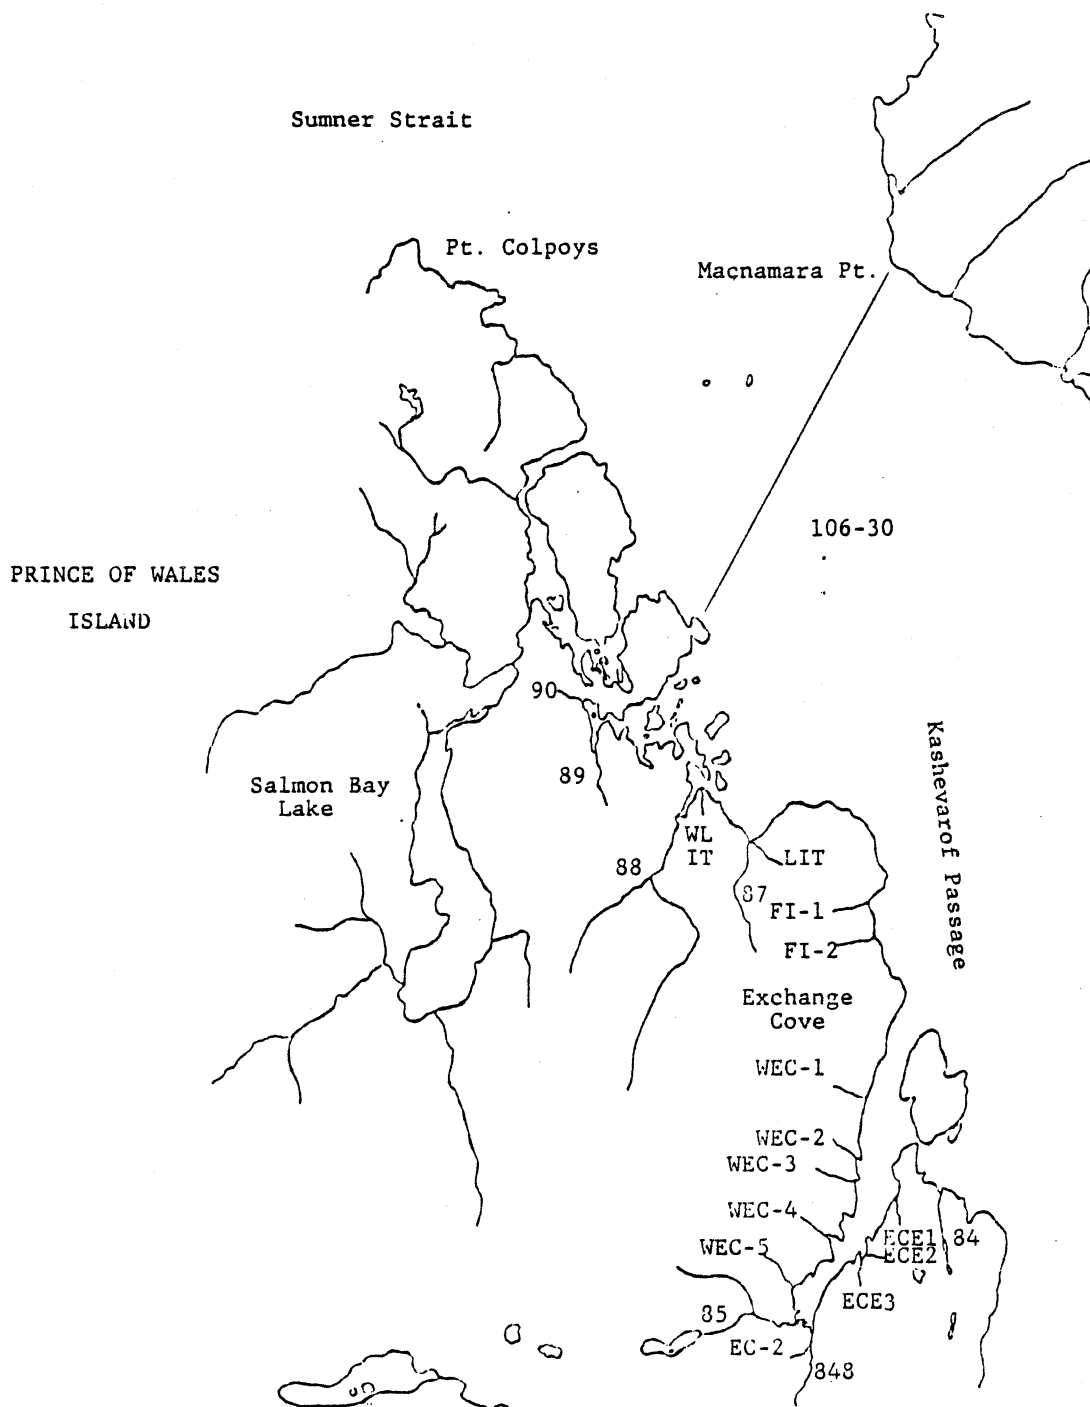 Sumner Strait
Pt. Colpoys
Macnamara Pt.
106-30
PRINCE OF WALES
ISLAND
90
Kashevarof Passage
89
Salmon Bay
Lake
WL
IT
LIT
88
87
FI-1
FI-2
Exchange
Cove
WEC-1
WEC-2
WEC-3
WEC-4
WEC-5
ECE1
84
ECE2
ECE3
85
EC-2
848